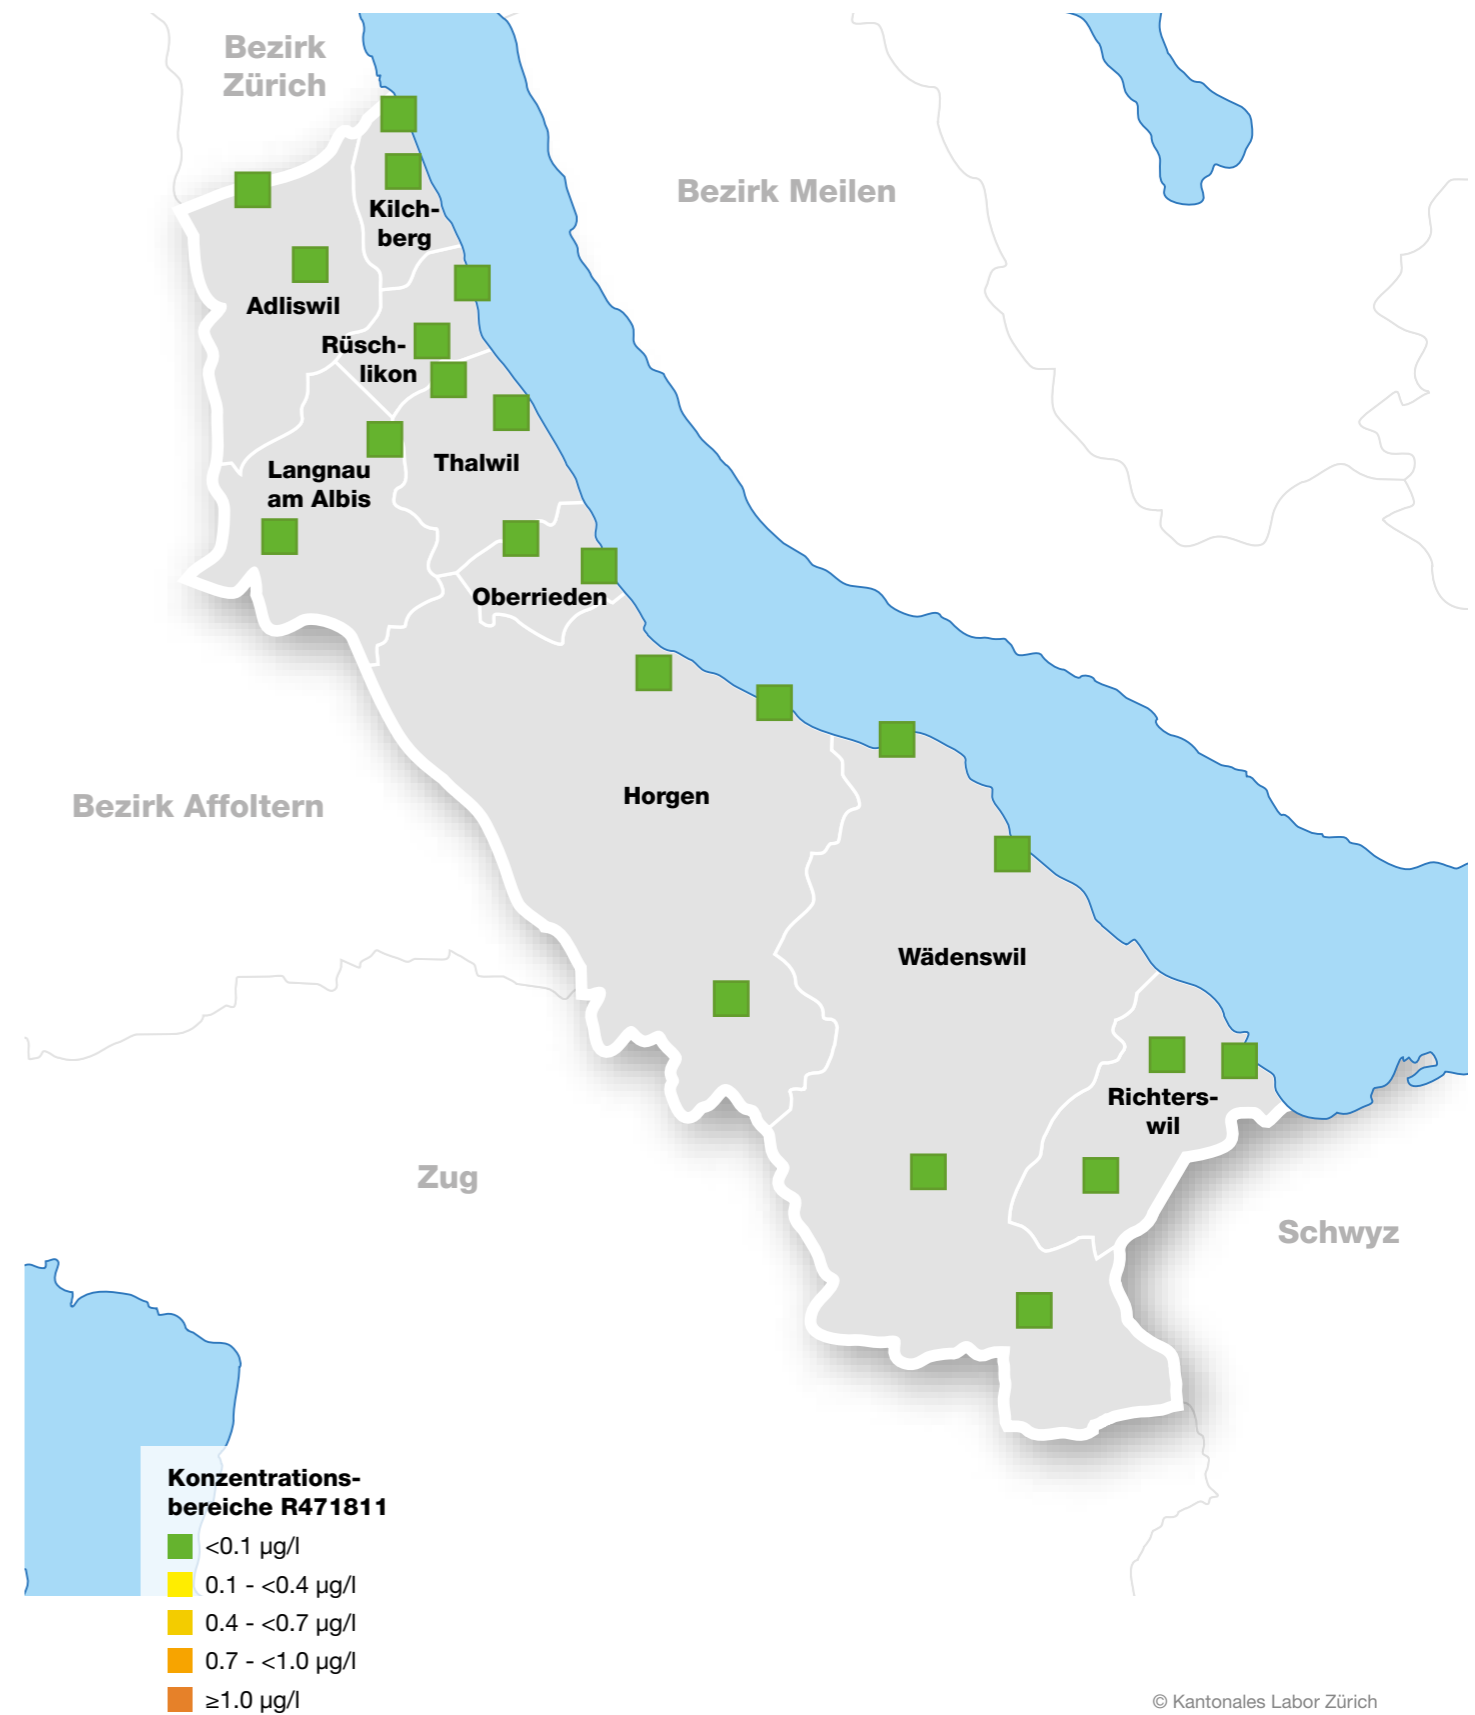 Bezirk
Zürich
Bezirk Meilen
Kilch-
berg
Adliswil
Rüsch-
likon
Langnau
am Albis
Thalwil
Oberrieden
Horgen
Bezirk Affoltern
Wädenswil
Richters-
wil
Zug
Schwyz
Konzentrations-
bereiche R471811
<0.1 µg/l
0.1 - <0.4 µg/l
0.4 - <0.7 µg/l
0.7 - <1.0 µg/l
≥1.0 µg/l
© Kantonales Labor Zürich